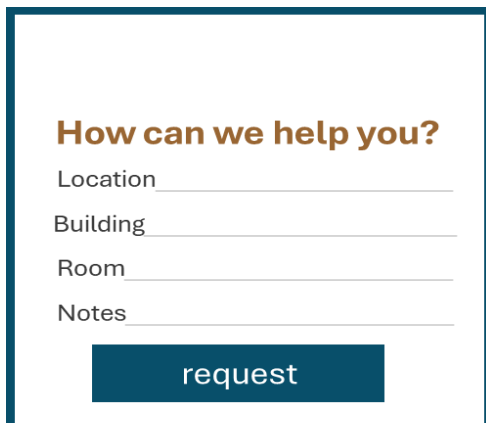 How can we help you?
Location
Building
Room
Notes
request